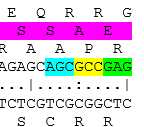 E Q R R G
S S A E
R A A P R
AGAGCAGCGCCGAG
....|....:....|
TCTCGTCGCGGCTC
S C R R